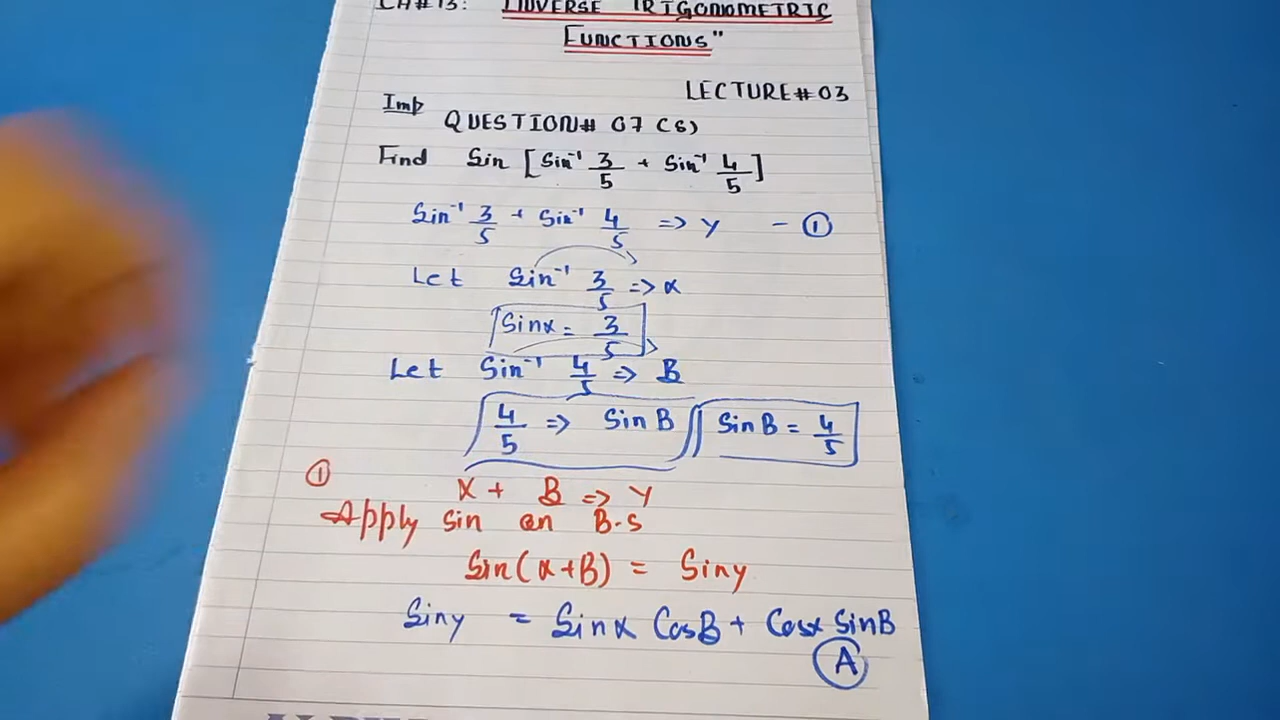 CH#13: "INVERSE TRIGONOMETRIC
FUNCTIONS"
LECTURE#03
Imp
QUESTION# 07 (6)
Find Sin [Sin⁻¹ 3/5 + Sin⁻¹ 4/5]
Sin⁻¹ 3/5 + Sin⁻¹ 4/5 => y - ①
Let Sin⁻¹ 3/5 => α
Sinα = 3/5
Let Sin⁻¹ 4/5 => B
4/5 => Sin B Sin B = 4/5
①
α + B => y
Apply sin on B.s
Sin(α+B) = Siny
Siny = Sinα CosB + Cosα SinB
Ⓐ